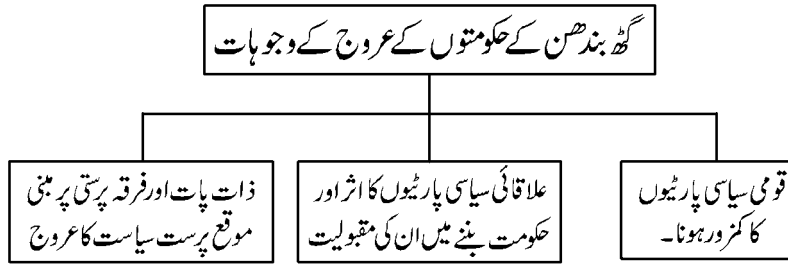 گٹھ بندھن کے حکومتوں کے عروج کے وجوہات
قومی سیاسی پارٹیوں
کا کمزور ہونا۔
علاقائی سیاسی پارٹیوں کا اثر اور
حکومت بننے میں ان کی مقبولیت
ذات پات اور فرقہ پرستی پر مبنی
موقع پرست سیاست کا عروج